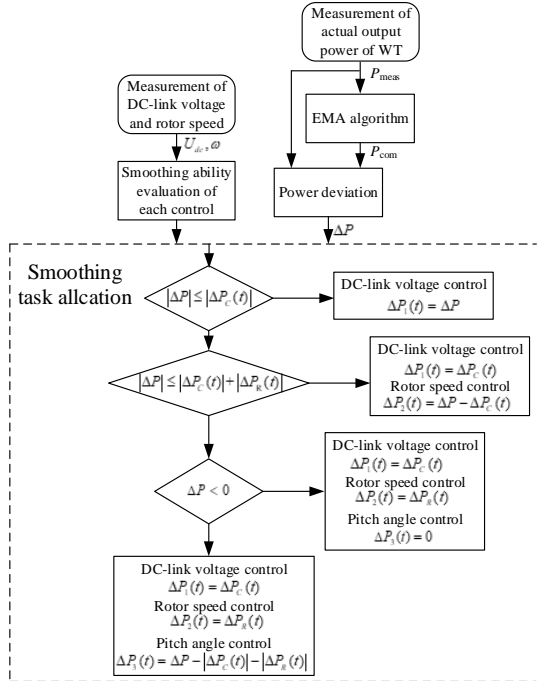 Measurement of
actual output
power of WT
Measurement of
DC-link voltage
and rotor speed
P_meas
EMA algorithm
U_dc, ω
P_com
Smoothing ability
evaluation of
each control
Power deviation
ΔP
Smoothing
task allcation
|ΔP| ≤ |ΔP_C(t)|
DC-link voltage control
ΔP_1(t) = ΔP
|ΔP| ≤ |ΔP_C(t)| + |ΔP_R(t)|
DC-link voltage control
ΔP_1(t) = ΔP_C(t)
Rotor speed control
ΔP_2(t) = ΔP − ΔP_C(t)
ΔP < 0
DC-link voltage control
ΔP_1(t) = ΔP_C(t)
Rotor speed control
ΔP_2(t) = ΔP_R(t)
Pitch angle control
ΔP_3(t) = 0
DC-link voltage control
ΔP_1(t) = ΔP_C(t)
Rotor speed control
ΔP_2(t) = ΔP_R(t)
Pitch angle control
ΔP_3(t) = ΔP − |ΔP_C(t)| − |ΔP_R(t)|